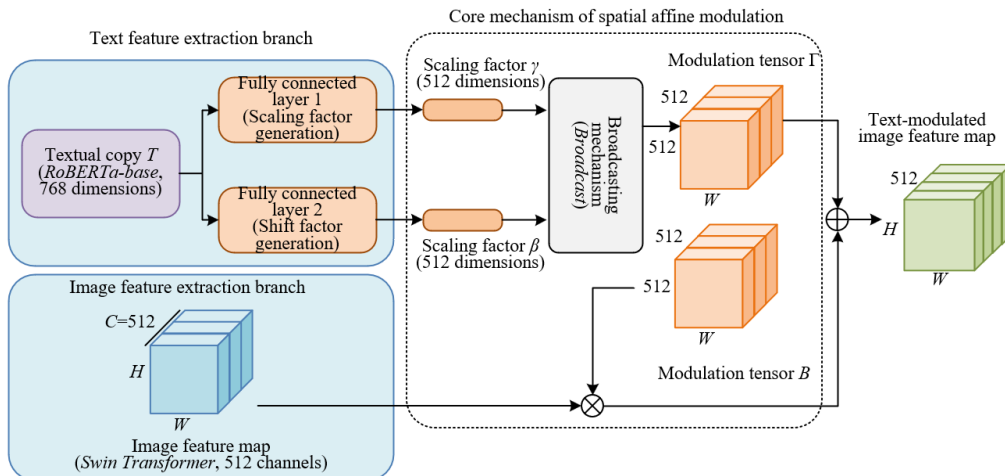 Core mechanism of spatial affine modulation
Text feature extraction branch
Textual copy T
(RoBERTa-base,
768 dimensions)
Fully connected
layer 1
(Scaling factor
generation)
Fully connected
layer 2
(Shift factor
generation)
Scaling factor γ
(512 dimensions)
Scaling factor β
(512 dimensions)
Broadcasting
mechanism
(Broadcast)
Modulation tensor Γ
512
512
W
512
512
W
Modulation tensor B
Text-modulated
image feature map
512
H
W
Image feature extraction branch
C=512
H
W
Image feature map
(Swin Transformer, 512 channels)